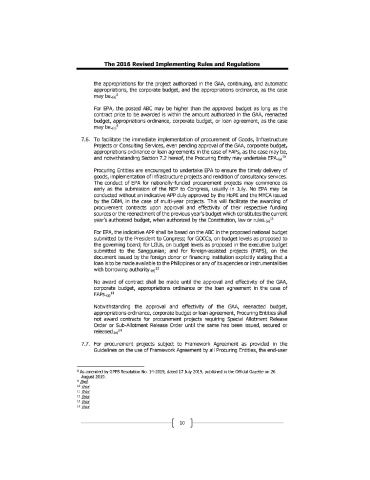 The 2016 Revised Implementing Rules and Regulations
the appropriations for the project authorized in the GAA, continuing, and automatic
appropriations, the corporate budget, and the appropriations ordinance, as the case
may be.
For EPA, the posted ABC may be higher than the approved budget as long as the
contract price to be awarded is within the amount authorized in the GAA, reenacted
budget, appropriations ordinance, corporate budget, or loan agreement, as the case
may be.
7.6. To facilitate the immediate implementation of procurement of Goods, Infrastructure
Projects or Consulting Services, even pending approval of the GAA, corporate budget,
appropriations ordinance or loan agreements in the case of FAPs, as the case may be,
and notwithstanding Section 7.2 hereof, the Procuring Entity may undertake EPA.
Procuring Entities are encouraged to undertake EPA to ensure the timely delivery of
goods, implementation of infrastructure projects and rendition of consultancy services.
The conduct of EPA for nationally-funded procurement projects may commence as
early as the submission of the NEP to Congress, usually in July. No EPA may be
conducted without an indicative APP duly approved by the HoPE and the MYCA issued
by the DBM, in the case of multi-year projects. This will facilitate the awarding of
procurement contracts upon approval and effectivity of their respective funding
sources or the reenactment of the previous year's budget which constitutes the current
year's authorized budget, when authorized by the Constitution, law or rules.
For EPA, the indicative APP shall be based on the ABC in the proposed national budget
submitted by the President to Congress; for GOCCs, on budget levels as proposed to
the governing board; for LGUs, on budget levels as proposed in the executive budget
submitted to the Sanggunian; and for foreign-assisted projects (FAPS), on the
document issued by the foreign donor or financing institution explicitly stating that a
loan is to be made available to the Philippines or any of its agencies or instrumentalities
with borrowing authority.
No award of contract shall be made until the approval and effectivity of the GAA,
corporate budget, appropriations ordinance or the loan agreement in the case of
FAPS.
Notwithstanding the approval and effectivity of the GAA, reenacted budget,
appropriations ordinance, corporate budget or loan agreement, Procuring Entities shall
not award contracts for procurement projects requiring Special Allotment Release
Order or Sub-Allotment Release Order until the same has been issued, secured or
released.
7.7. For procurement projects subject to Framework Agreement as provided in the
Guidelines on the use of Framework Agreement by all Procuring Entities, the end-user
8 As amended by GPPB Resolution No. 14-2019, dated 17 July 2019, published in the Official Gazette on 26
August 2019.
9 Ibid
10 Ibid
11 Ibid
12 Ibid
13 Ibid
14 Ibid
10